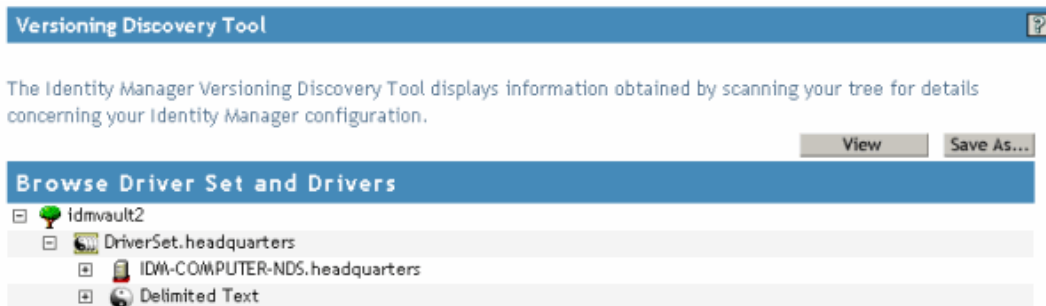 Versioning Discovery Tool
?
The Identity Manager Versioning Discovery Tool displays information obtained by scanning your tree for details
concerning your Identity Manager configuration.
View Save As...
Browse Driver Set and Drivers
idmvault2
DriverSet.headquarters
IDM-COMPUTER-NDS.headquarters
Delimited Text